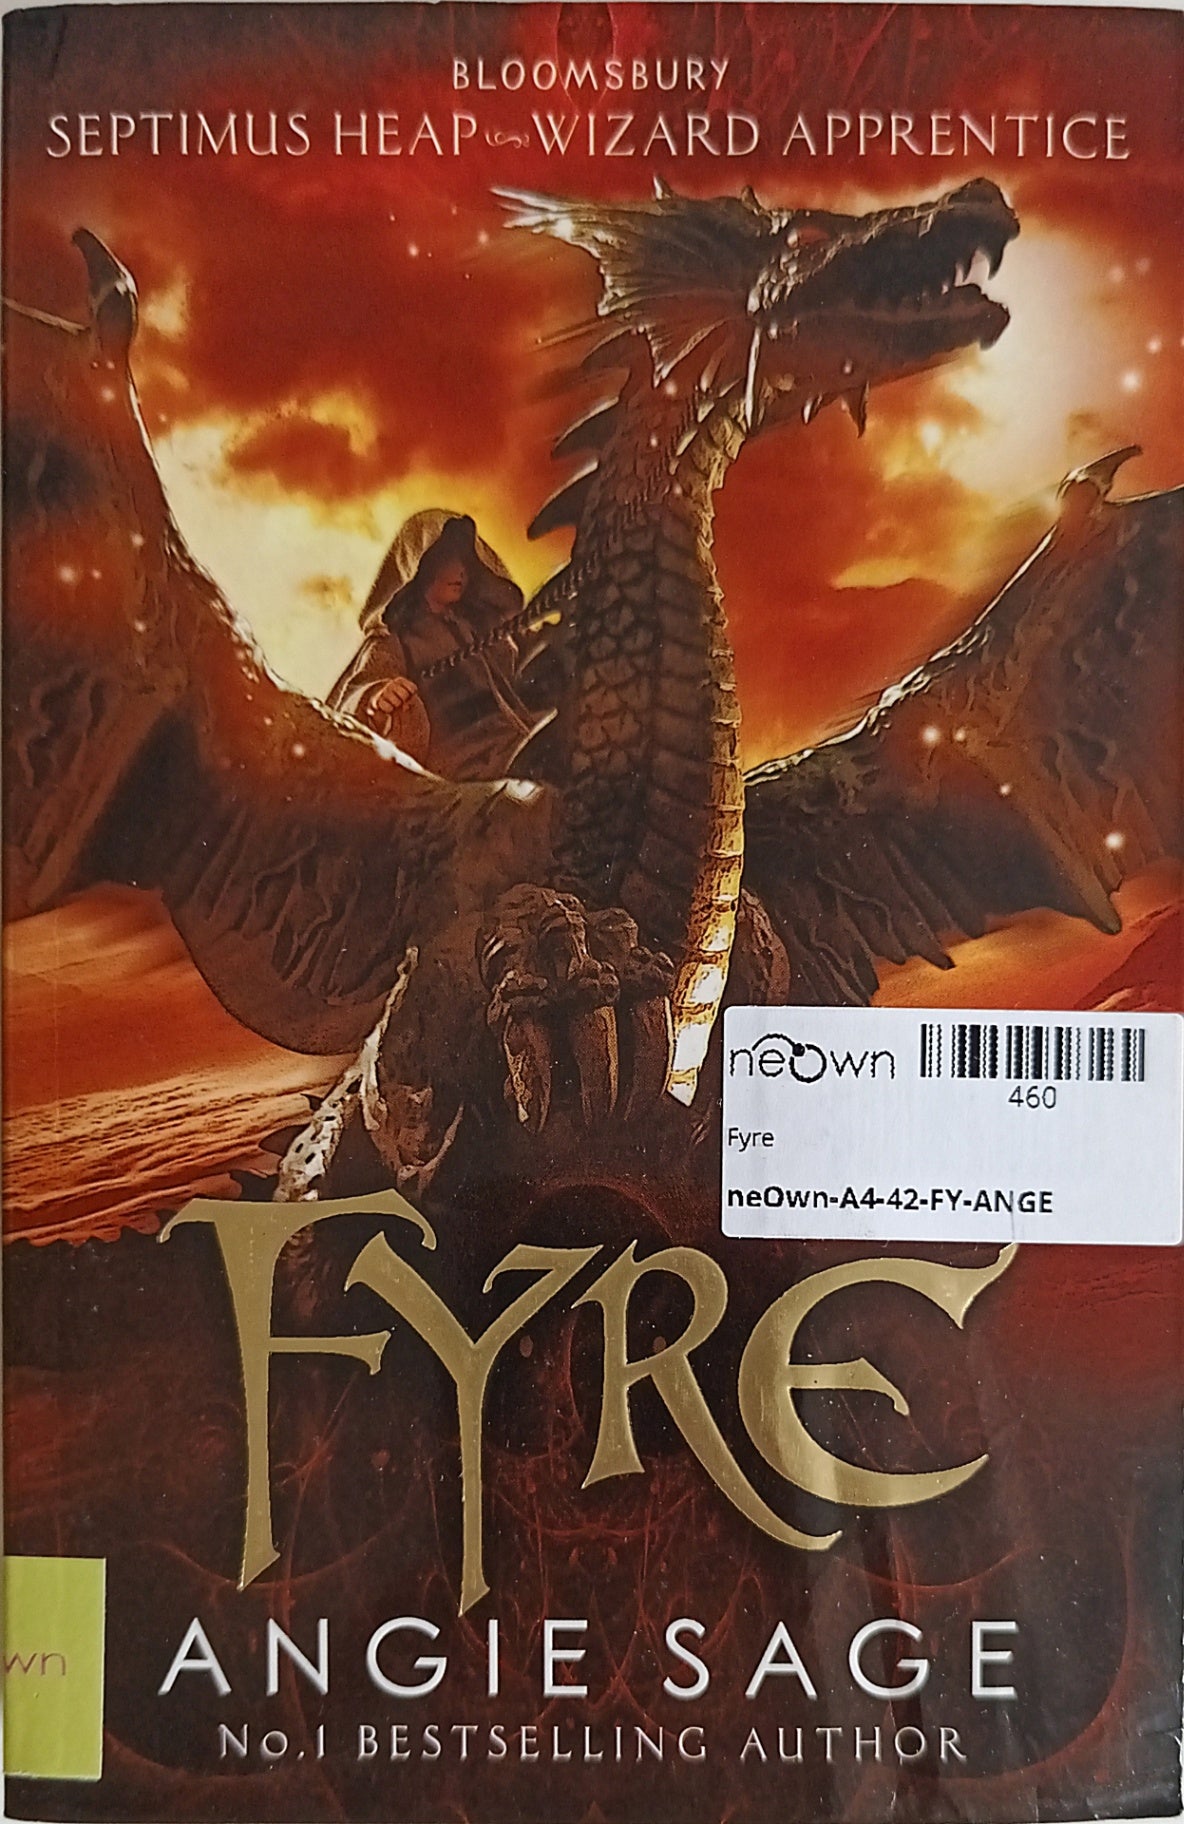 BLOOMSBURY
SEPTIMUS HEAP WIZARD APPRENTICE
neOwn
460
Fyre
neOwn-A4-42-FY-ANGE
FYRE
wn
ANGIE SAGE
No.1 BESTSELLING AUTHOR